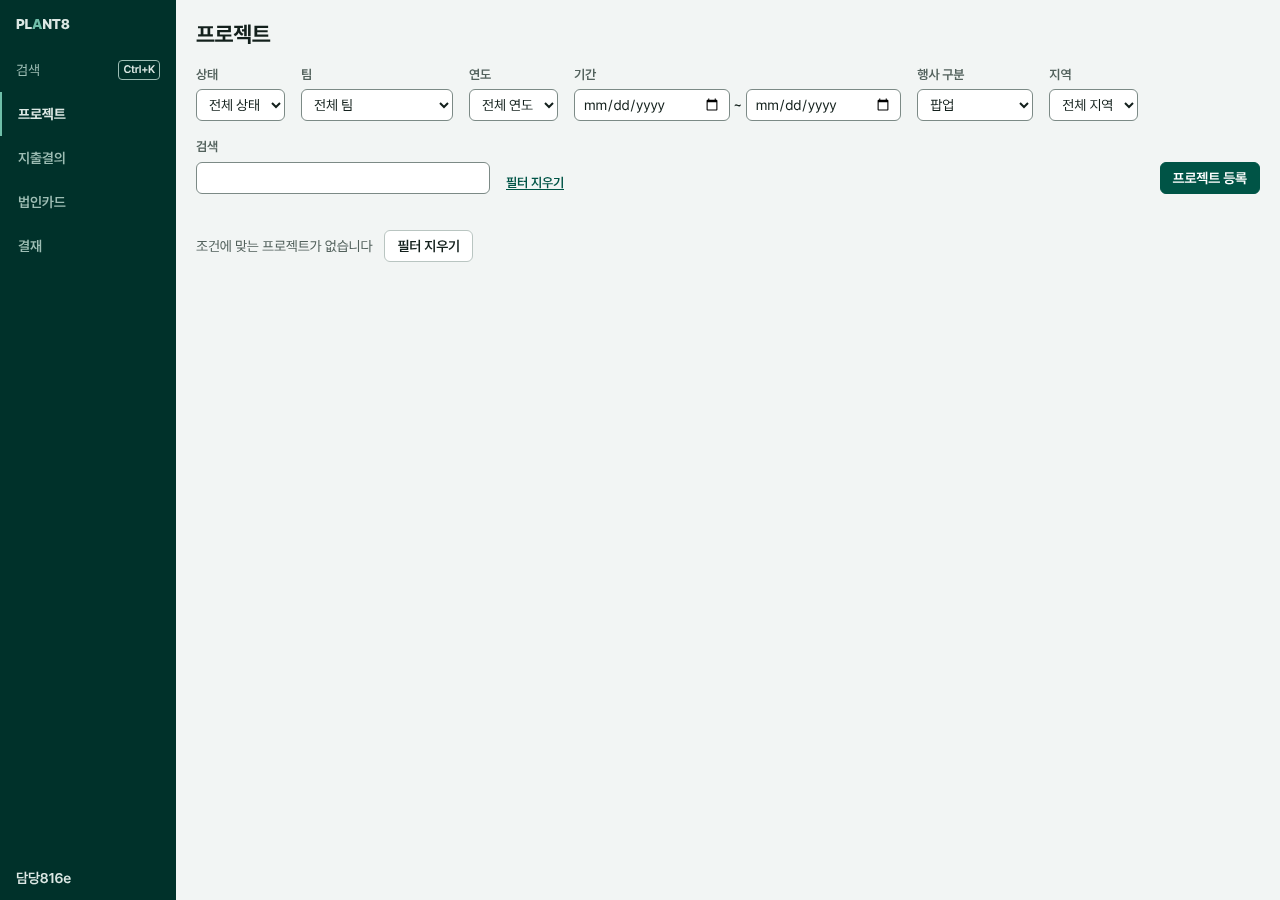 PLANT8
검색 Ctrl+K
프로젝트
지출결의
법인카드
결재
담당816e
프로젝트
상태 팀 연도 기간 행사 구분 지역
전체 상태 전체 팀 전체 연도 mm/dd/yyyy ~ mm/dd/yyyy 팝업 전체 지역
검색
필터 지우기 프로젝트 등록
조건에 맞는 프로젝트가 없습니다 필터 지우기